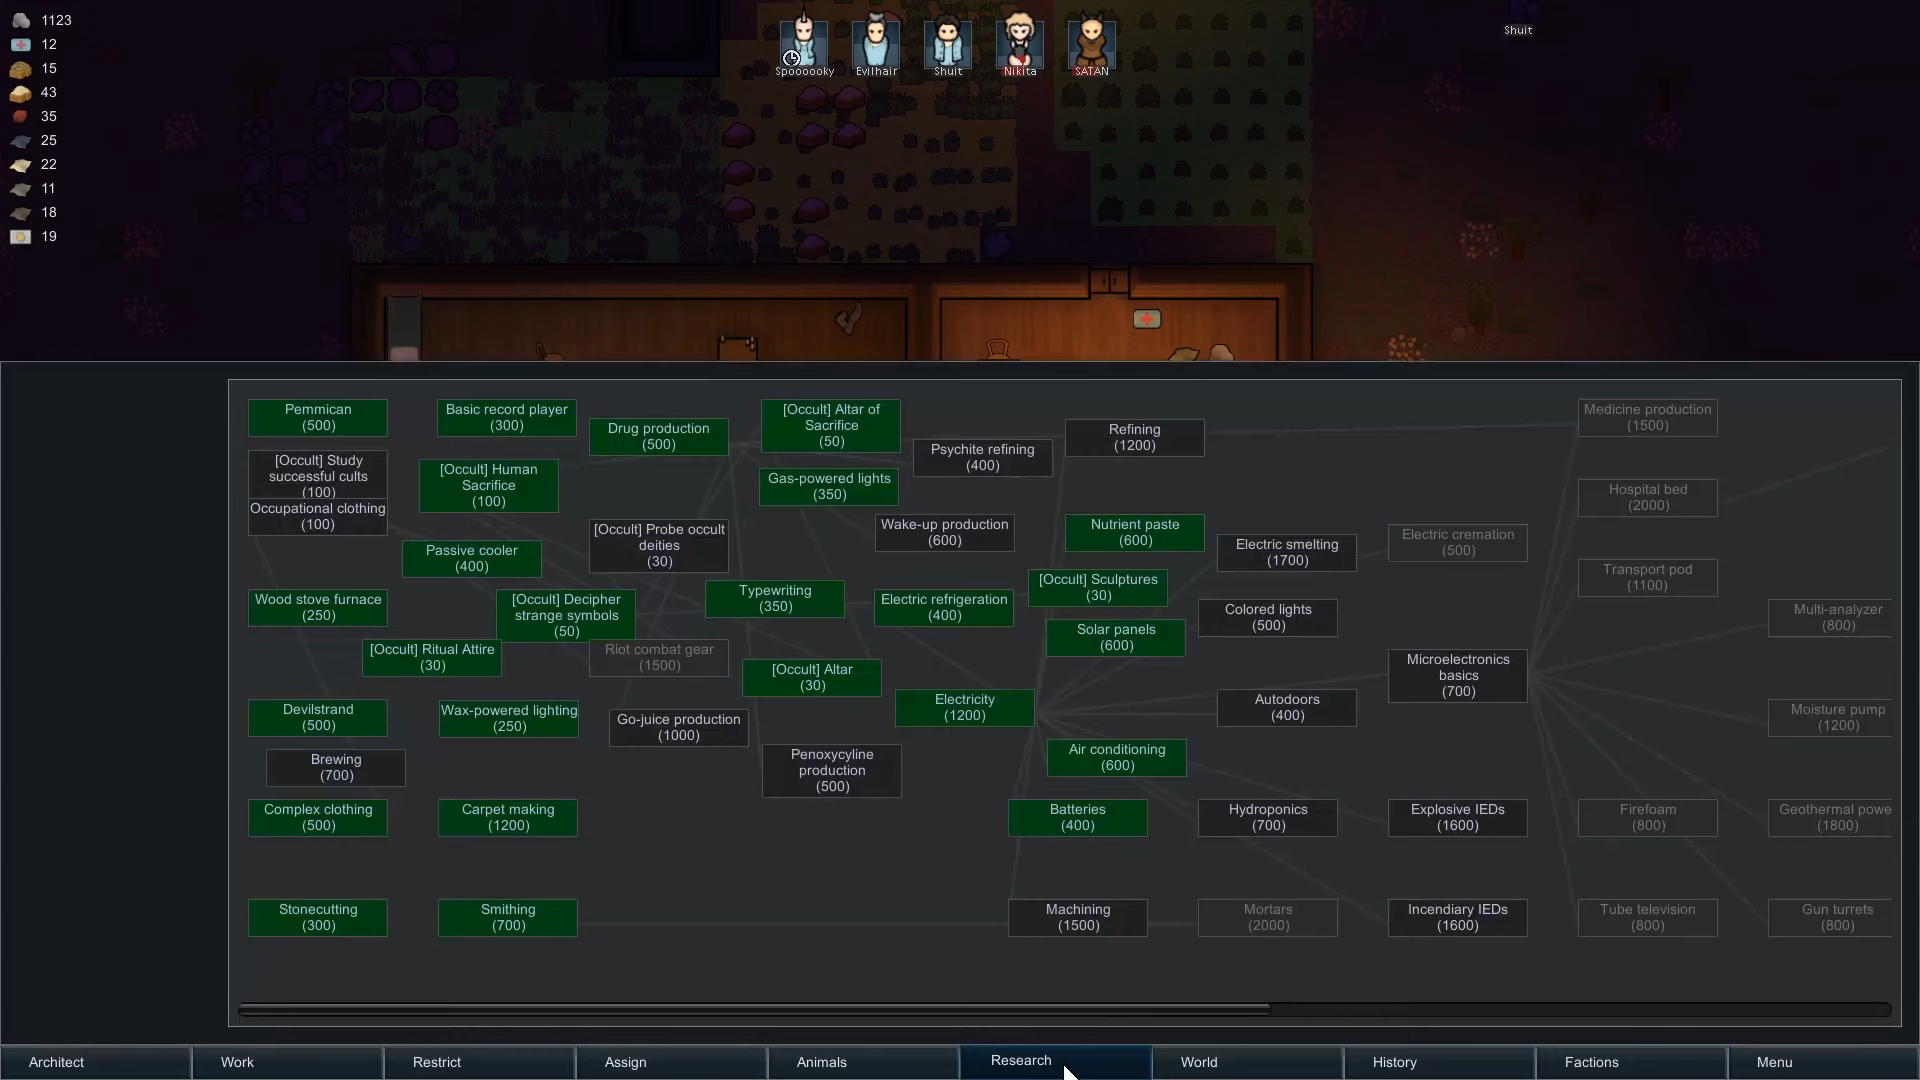 1123
12
15
43
35
25
22
11
18
19
Spoooooky
Evilhair
Shuit
Nikita
SATAN
Shuit
Pemmican
(500)
Basic record player
(300)
Drug production
(500)
[Occult] Altar of
Sacrifice
(50)
Psychite refining
(400)
Refining
(1200)
Medicine production
(1500)
[Occult] Study
successful cults
(100)
[Occult] Human
Sacrifice
(100)
Gas-powered lights
(350)
Hospital bed
(2000)
Occupational clothing
(100)
[Occult] Probe occult
deities
(30)
Wake-up production
(600)
Nutrient paste
(600)
Electric smelting
(1700)
Electric cremation
(500)
Passive cooler
(400)
Transport pod
(1100)
Wood stove furnace
(250)
[Occult] Decipher
strange symbols
(50)
Typewriting
(350)
Electric refrigeration
(400)
[Occult] Sculptures
(30)
Colored lights
(500)
Multi-analyzer
(800)
Solar panels
(600)
[Occult] Ritual Attire
(30)
Riot combat gear
(1500)
[Occult] Altar
(30)
Microelectronics
basics
(700)
Devilstrand
(500)
Wax-powered lighting
(250)
Go-juice production
(1000)
Electricity
(1200)
Autodoors
(400)
Moisture pump
(1200)
Brewing
(700)
Penoxycyline
production
(500)
Air conditioning
(600)
Complex clothing
(500)
Carpet making
(1200)
Batteries
(400)
Hydroponics
(700)
Explosive IEDs
(1600)
Firefoam
(800)
Geothermal powe
(1800)
Stonecutting
(300)
Smithing
(700)
Machining
(1500)
Mortars
(2000)
Incendiary IEDs
(1600)
Tube television
(800)
Gun turrets
(800)
Architect
Work
Restrict
Assign
Animals
Research
World
History
Factions
Menu